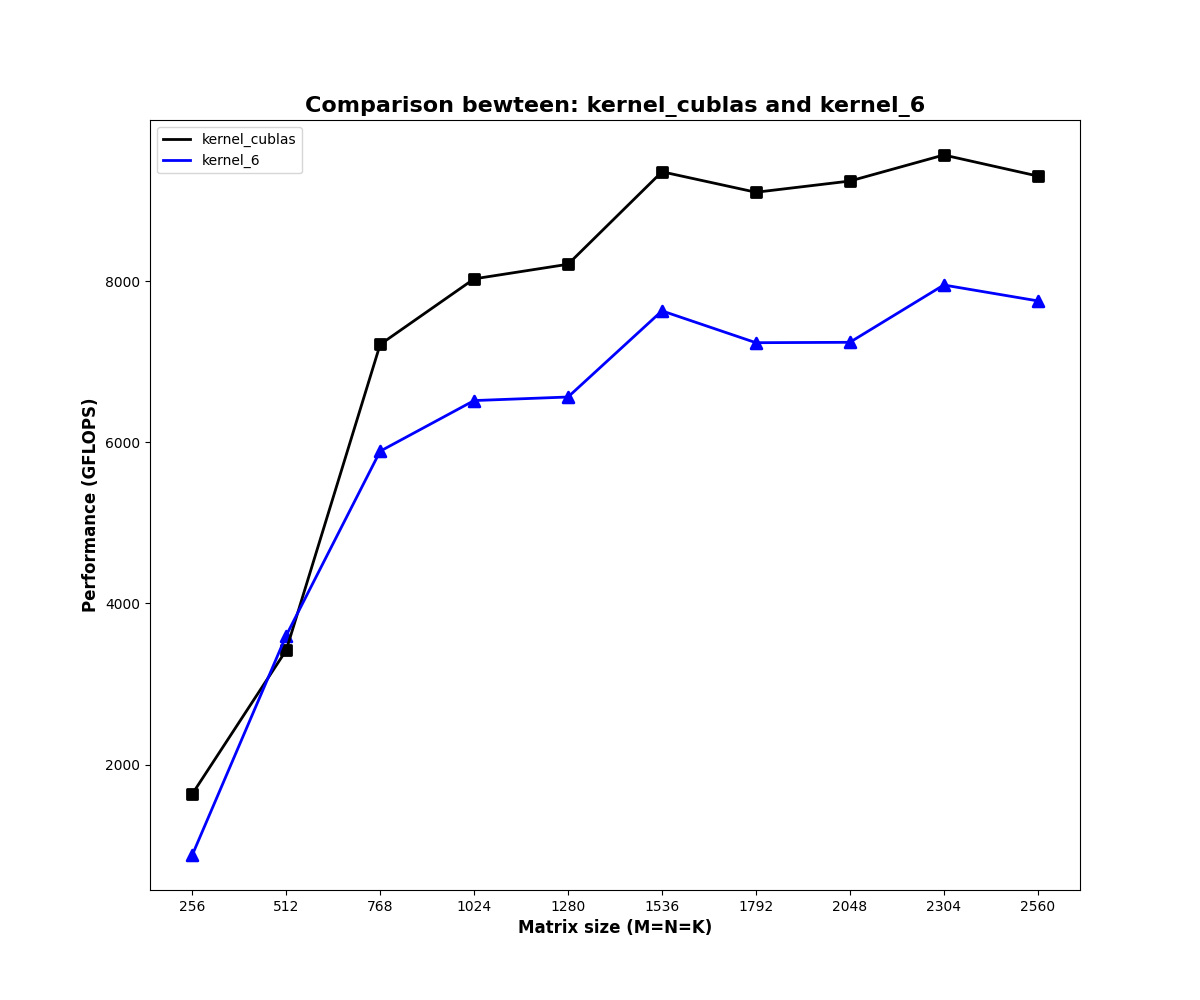 Comparison bewteen: kernel_cublas and kernel_6
kernel_cublas
kernel_6
8000
6000
4000
2000
Performance (GFLOPS)
256 512 768 1024 1280 1536 1792 2048 2304 2560
Matrix size (M=N=K)